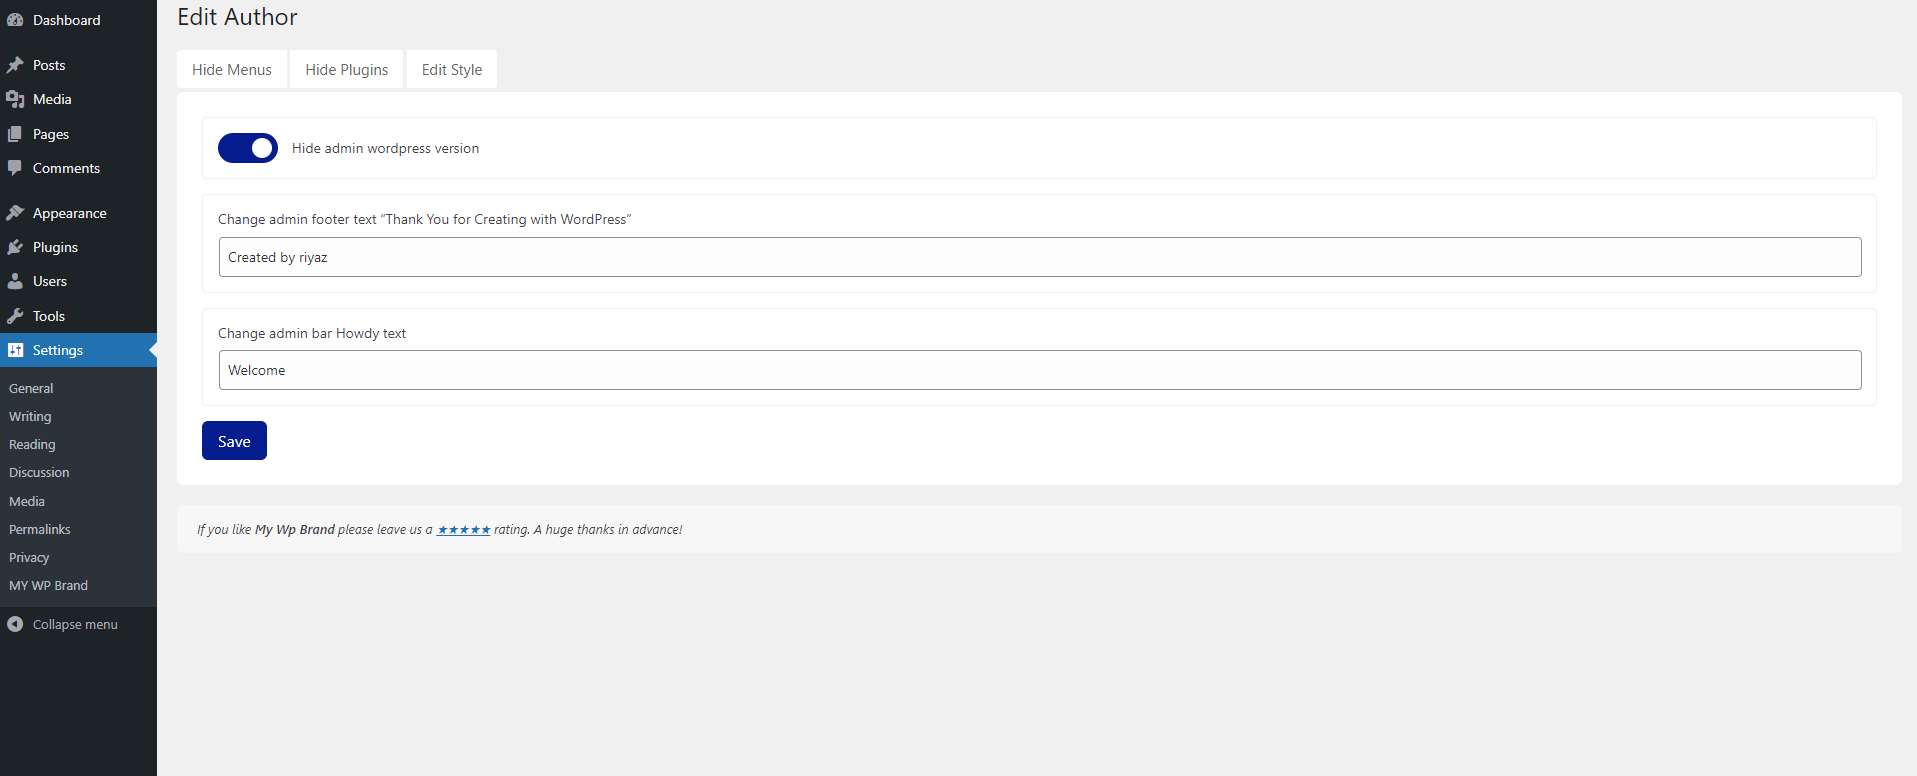 Dashboard
Posts
Media
Pages
Comments
Appearance
Plugins
Users
Tools
Settings
General
Writing
Reading
Discussion
Media
Permalinks
Privacy
MY WP Brand
Collapse menu
Edit Author
Hide Menus
Hide Plugins
Edit Style
Hide admin wordpress version
Change admin footer text “Thank You for Creating with WordPress”
Created by riyaz
Change admin bar Howdy text
Welcome
Save
If you like My Wp Brand please leave us a ★★★★★ rating. A huge thanks in advance!